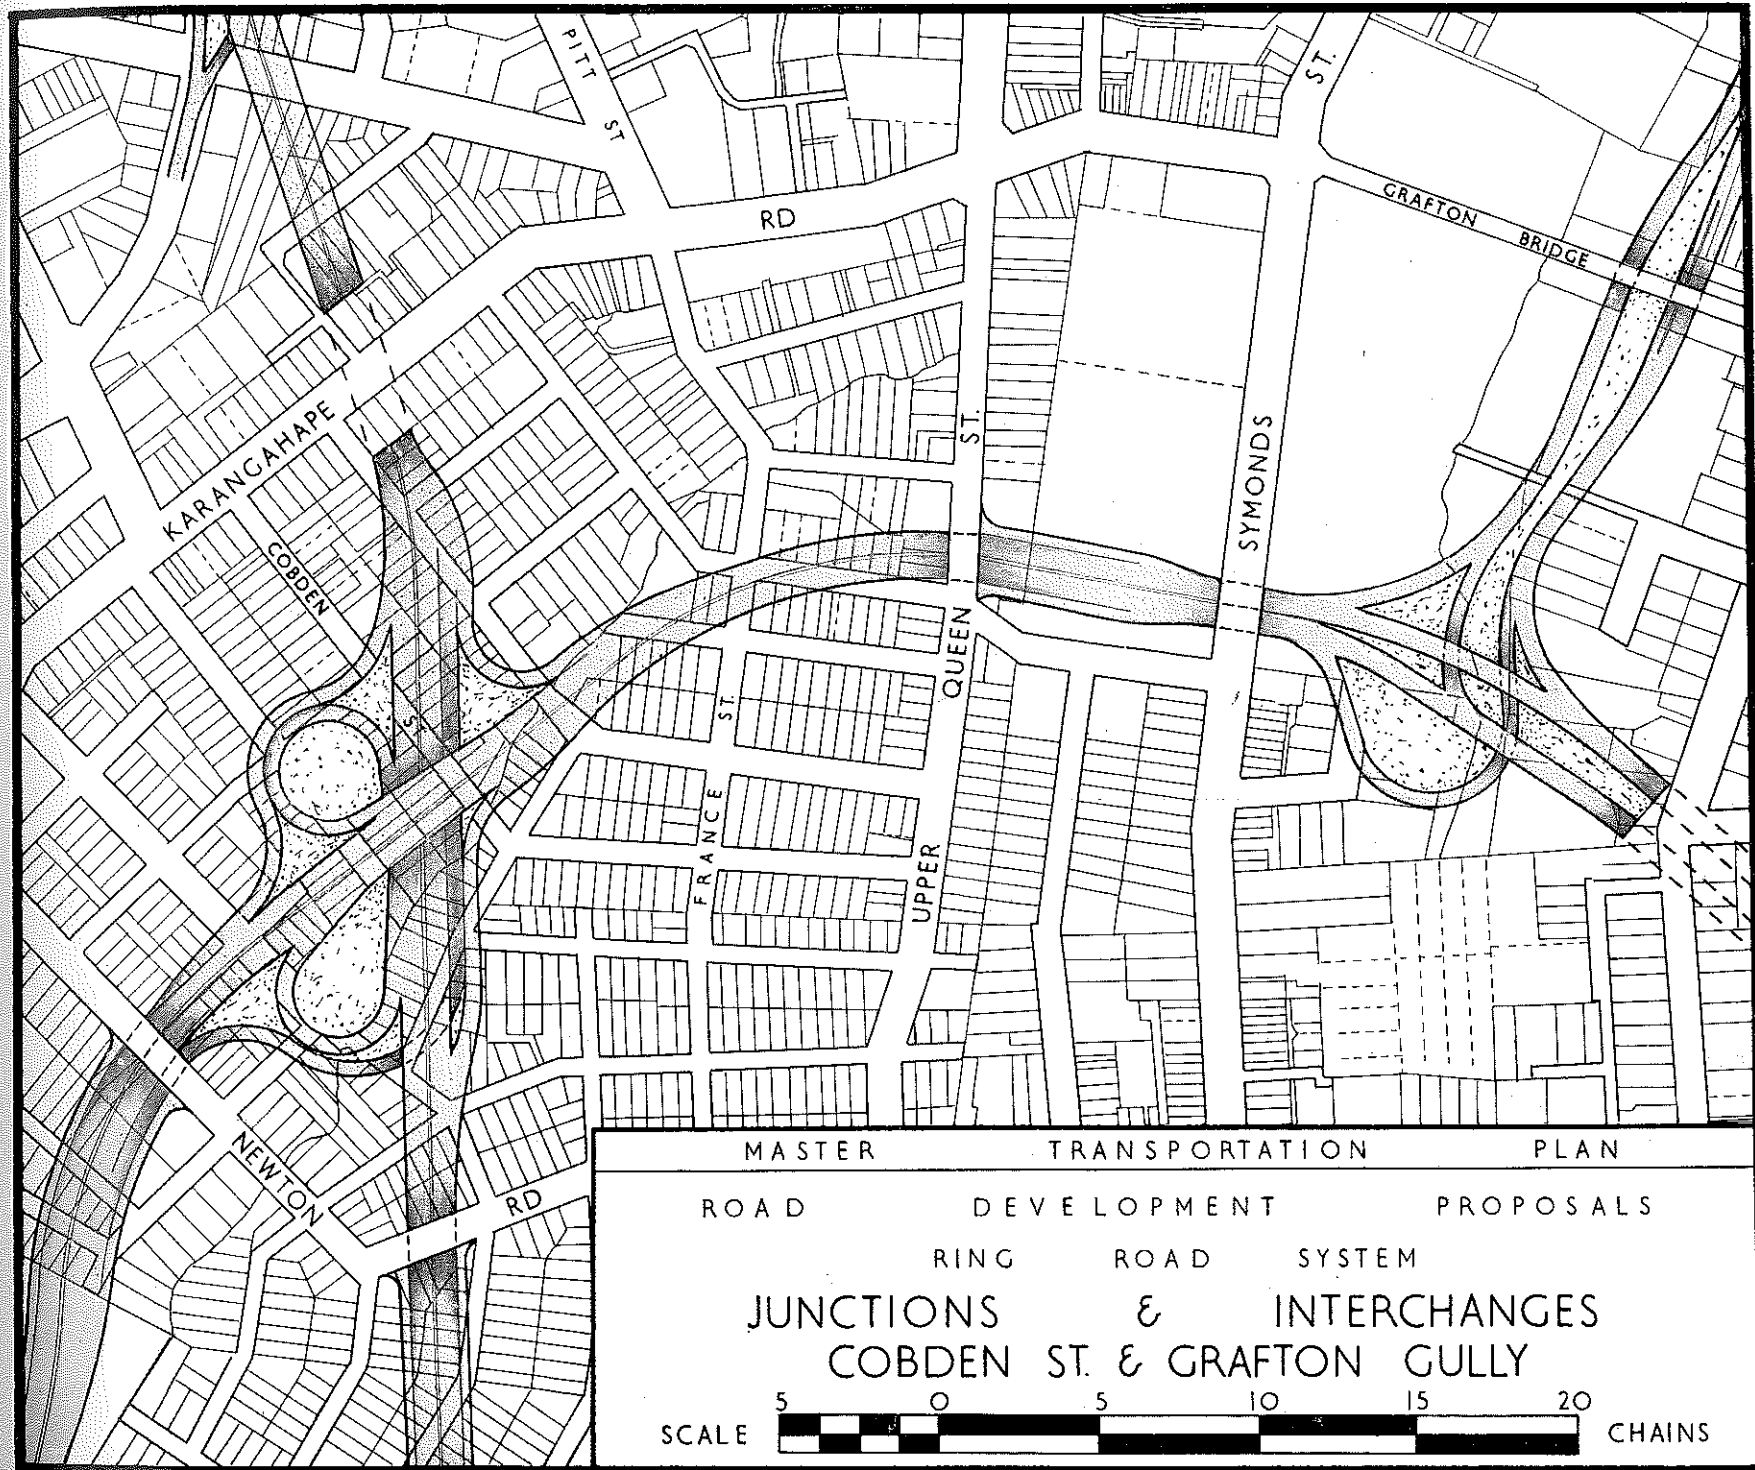 PITT ST
ST.
KARANGAHAPE RD
GRAFTON BRIDGE
COBDEN ST.
SYMONDS
UPPER QUEEN ST.
FRANCE ST.
NEWTON RD
MASTER TRANSPORTATION PLAN
ROAD DEVELOPMENT PROPOSALS
RING ROAD SYSTEM
JUNCTIONS & INTERCHANGES
COBDEN ST. & GRAFTON GULLY
5 0 5 10 15 20
SCALE CHAINS